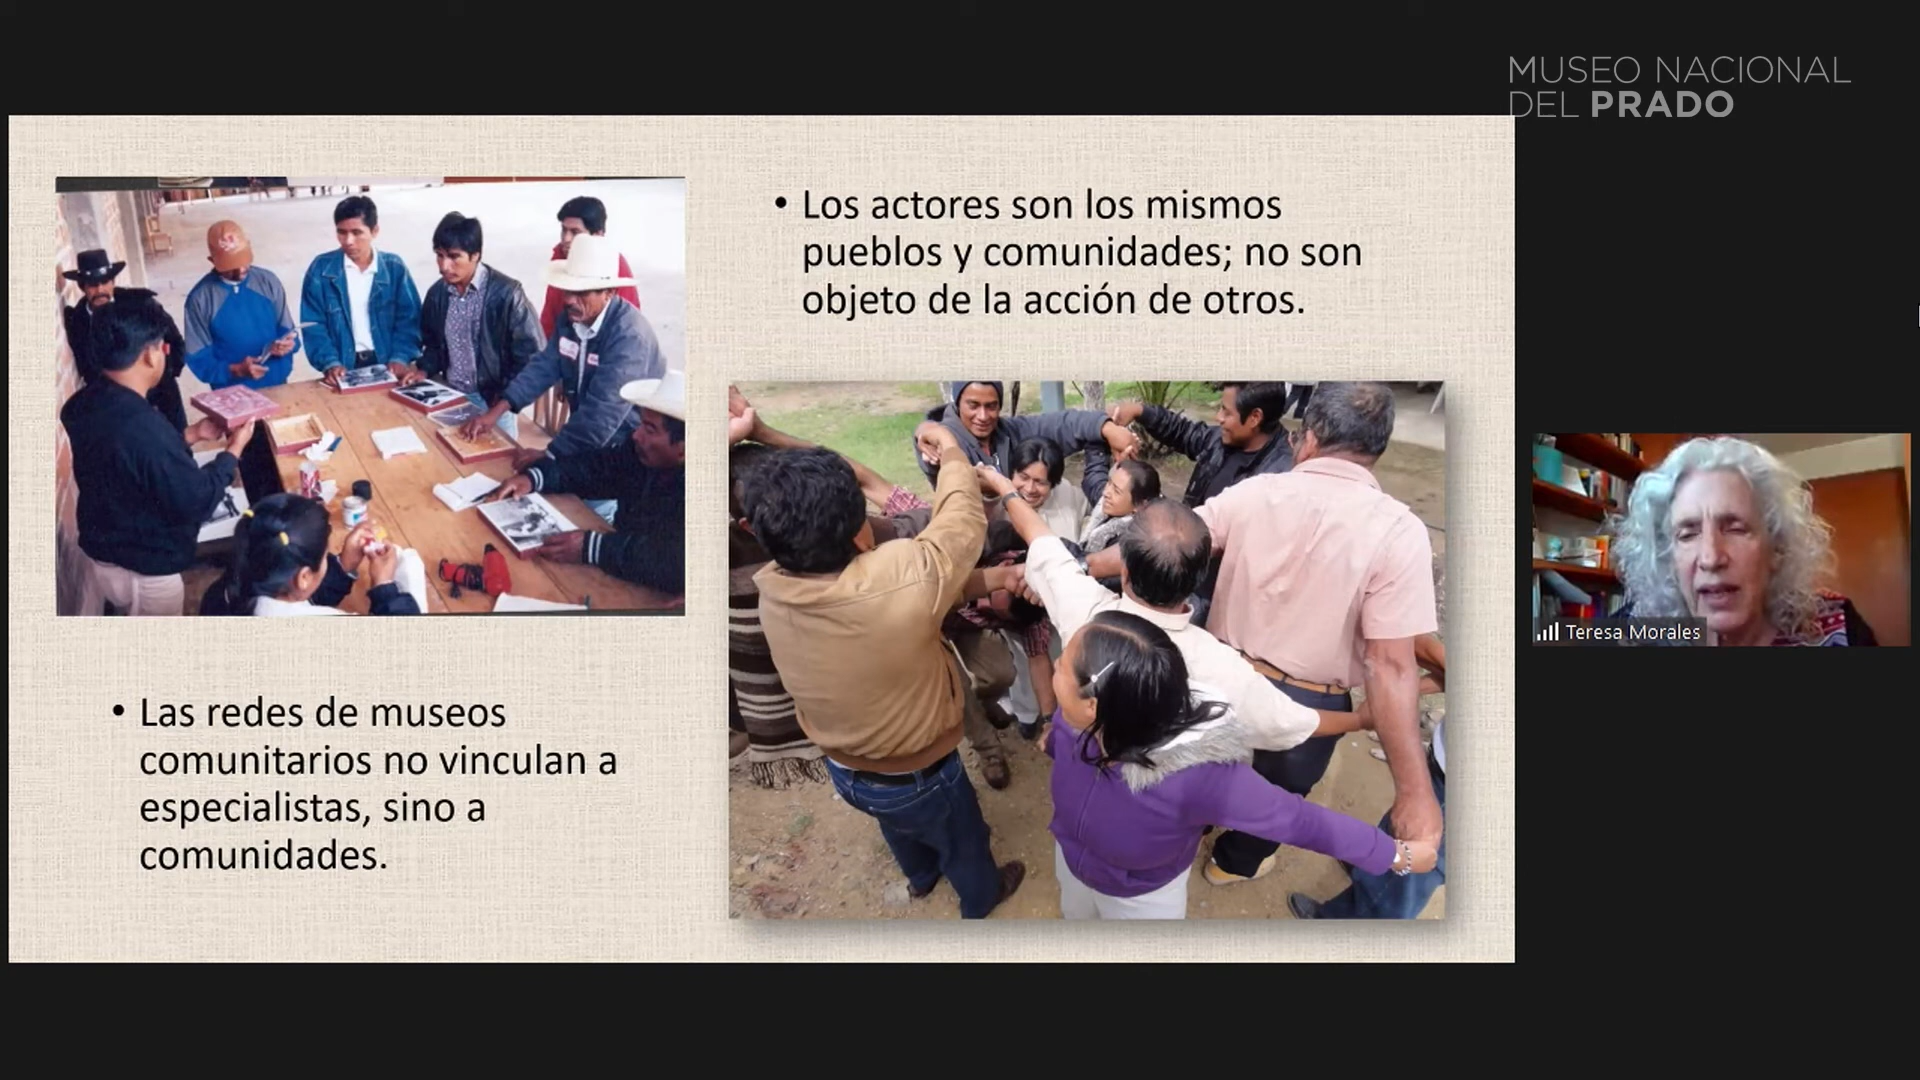 MUSEO NACIONAL
DEL PRADO
• Los actores son los mismos
pueblos y comunidades; no son
objeto de la acción de otros.
• Las redes de museos
comunitarios no vinculan a
especialistas, sino a
comunidades.
Teresa Morales